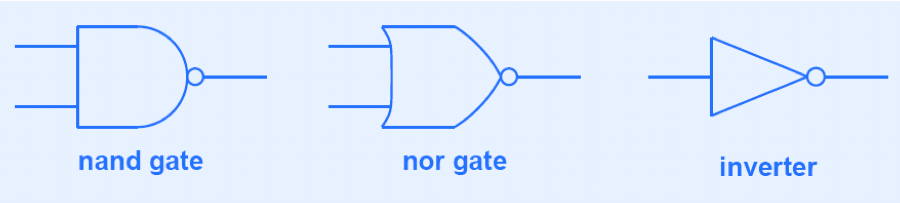 nand gate
nor gate
inverter